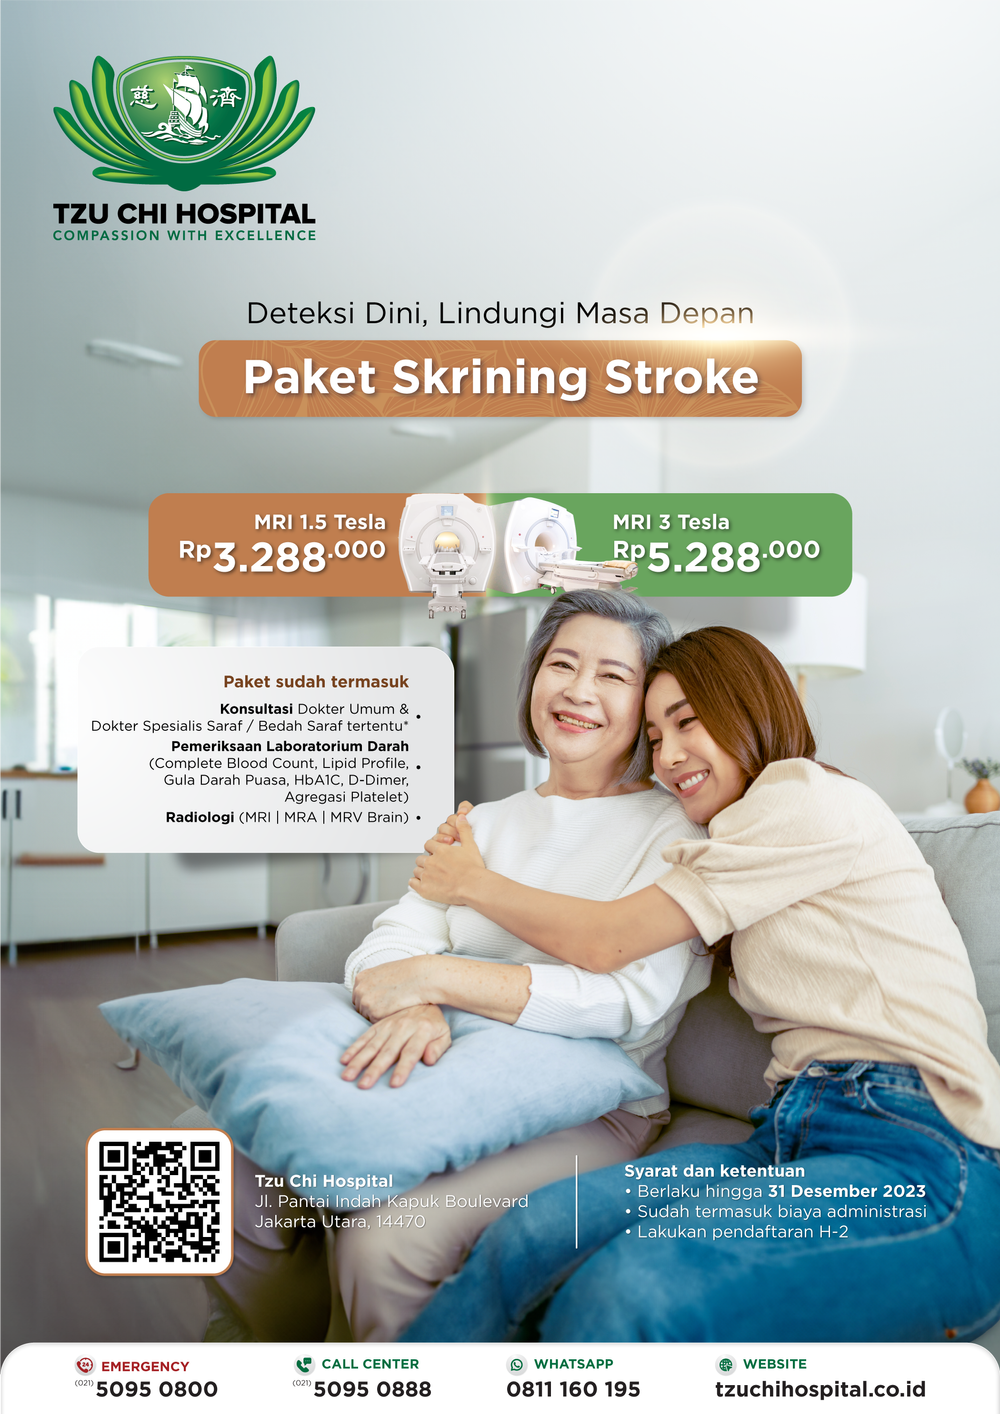 慈 濟
TZU CHI HOSPITAL
COMPASSION WITH EXCELLENCE
Deteksi Dini, Lindungi Masa Depan
Paket Skrining Stroke
MRI 1.5 Tesla
Rp3.288.000
MRI 3 Tesla
Rp5.288.000
Paket sudah termasuk
Konsultasi Dokter Umum & •
Dokter Spesialis Saraf / Bedah Saraf tertentu*
Pemeriksaan Laboratorium Darah
(Complete Blood Count, Lipid Profile, •
Gula Darah Puasa, HbA1C, D-Dimer,
Agregasi Platelet)
Radiologi (MRI | MRA | MRV Brain) •
Tzu Chi Hospital
Jl. Pantai Indah Kapuk Boulevard
Jakarta Utara, 14470
Syarat dan ketentuan
• Berlaku hingga 31 Desember 2023
• Sudah termasuk biaya administrasi
• Lakukan pendaftaran H-2
24 EMERGENCY
(021) 5095 0800
CALL CENTER
(021) 5095 0888
WHATSAPP
0811 160 195
WEBSITE
tzuchihospital.co.id